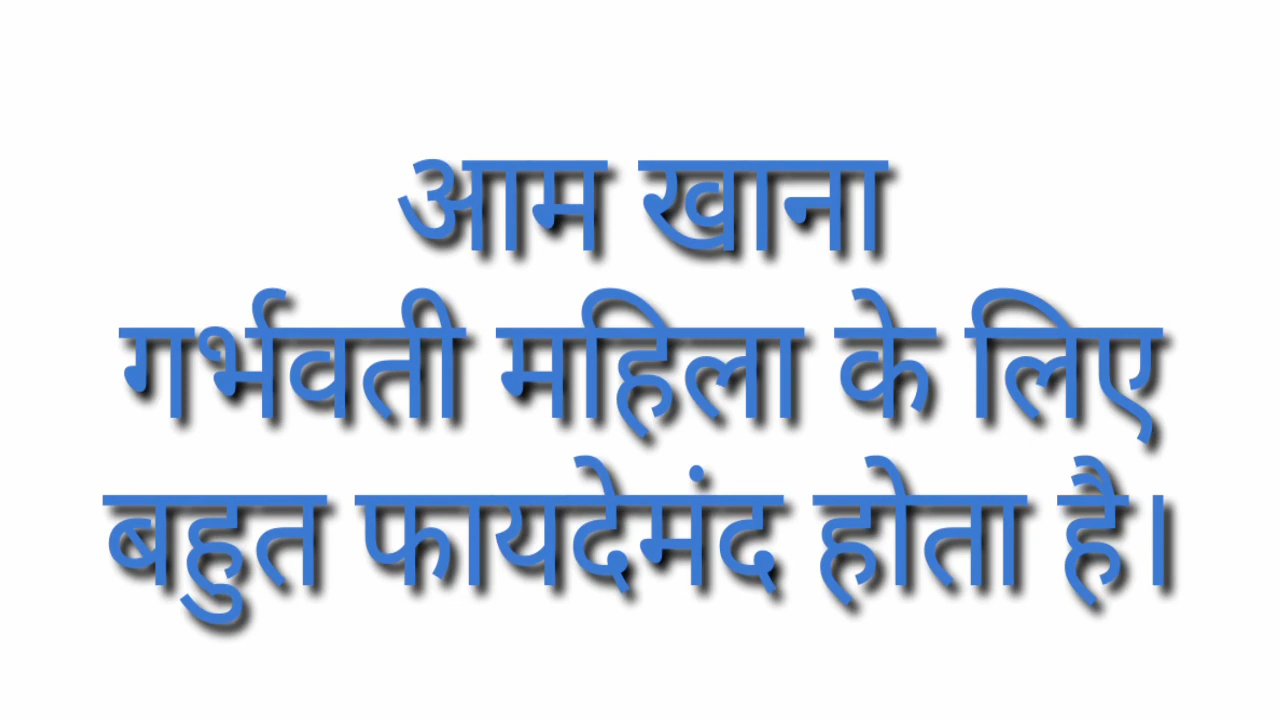 आम खाना
गर्भवती महिला के लिए
बहुत फायदेमंद होता है।